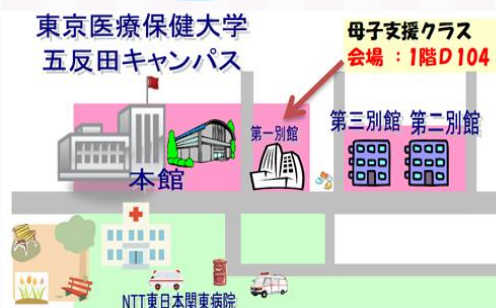 東京医療保健大学
五反田キャンパス
母子支援クラス
会場 : 1階D104
第一別館
第三別館
第二別館
本館
NTT東日本関東病院